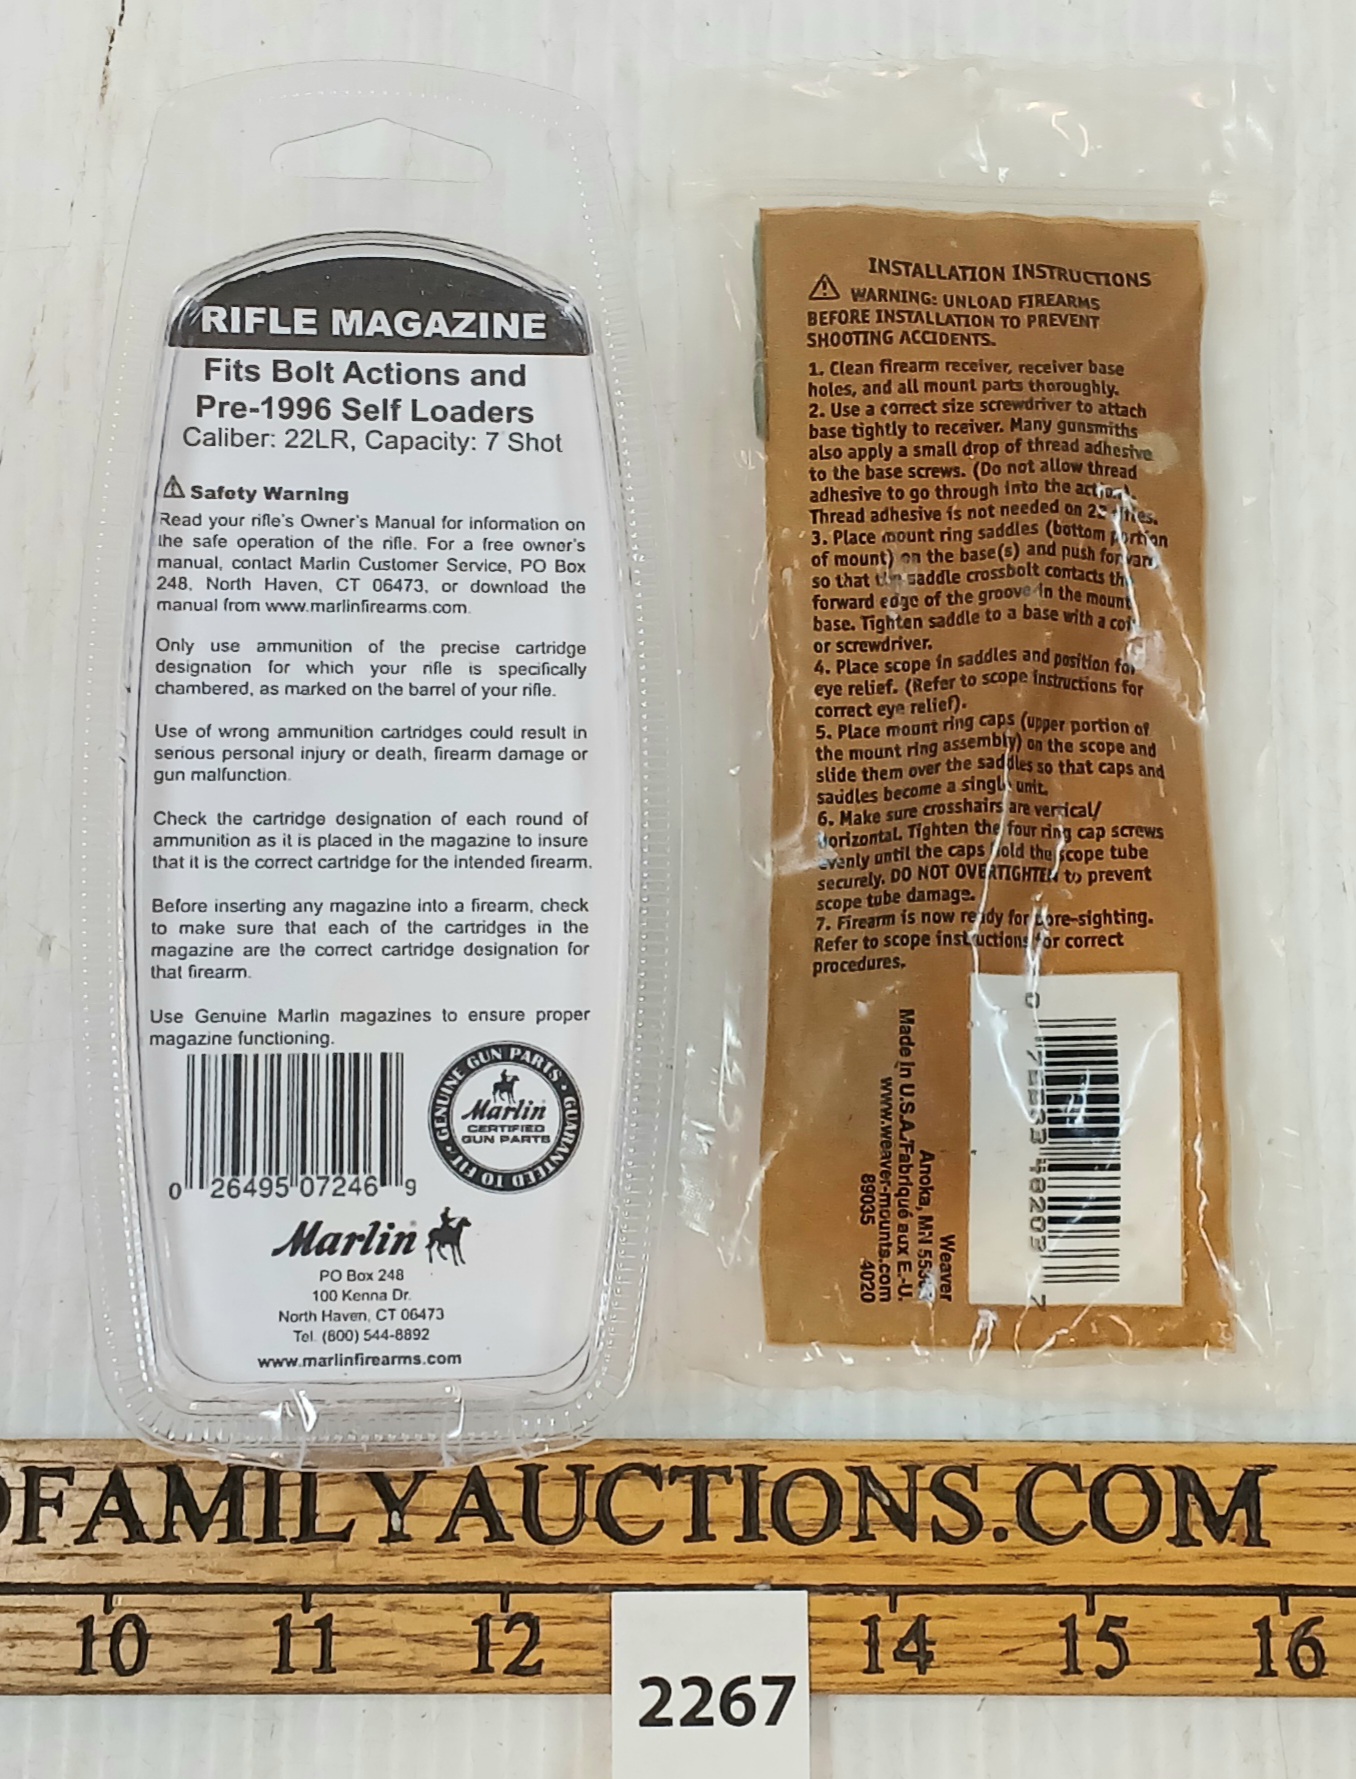 RIFLE MAGAZINE
Fits Bolt Actions and
Pre-1996 Self Loaders
Caliber: 22LR, Capacity: 7 Shot
Safety Warning
Read your rifle's Owner's Manual for information on
the safe operation of the rifle. For a free owner's
manual, contact Marlin Customer Service, PO Box
248, North Haven, CT 06473, or download the
manual from www.marlinfirearms.com.
Only use ammunition of the precise cartridge
designation for which your rifle is specifically
chambered, as marked on the barrel of your rifle.
Use of wrong ammunition cartridges could result in
serious personal injury or death, firearm damage or
gun malfunction.
Check the cartridge designation of each round of
ammunition as it is placed in the magazine to insure
that it is the correct cartridge for the intended firearm.
Before inserting any magazine into a firearm, check
to make sure that each of the cartridges in the
magazine are the correct cartridge designation for
that firearm.
Use Genuine Marlin magazines to ensure proper
magazine functioning.
0 26495 07246 9
GENUINE GUN PARTS • GUARANTEED TO FIT •
Marlin
CERTIFIED
GUN PARTS
Marlin
PO Box 248
100 Kenna Dr.
North Haven, CT 06473
Tel. (800) 544-8892
www.marlinfirearms.com
INSTALLATION INSTRUCTIONS
WARNING: UNLOAD FIREARMS
BEFORE INSTALLATION TO PREVENT
SHOOTING ACCIDENTS.
1. Clean firearm receiver, receiver base
holes, and all mount parts thoroughly.
2. Use a correct size screwdriver to attach
base tightly to receiver. Many gunsmiths
also apply a small drop of thread adhesive
to the base screws. (Do not allow thread
adhesive to go through into the action).
Thread adhesive is not needed on 22 rifles.
3. Place mount ring saddles (bottom portion
of mount) on the base(s) and push forward
so that the saddle crossbolt contacts the
forward edge of the groove in the mount
base. Tighten saddle to a base with a coin
or screwdriver.
4. Place scope in saddles and position for
eye relief. (Refer to scope instructions for
correct eye relief).
5. Place mount ring caps (upper portion of
the mount ring assembly) on the scope and
slide them over the saddles so that caps and
saddles become a single unit.
6. Make sure crosshairs are vertical/
horizontal. Tighten the four ring cap screws
evenly until the caps hold the scope tube
securely. DO NOT OVERTIGHTEN to prevent
scope tube damage.
7. Firearm is now ready for bore-sighting.
Refer to scope instructions for correct
procedures.
Weaver
Anoka, MN
Made in U.S.A./Fabriqué aux E.-U.
www.weaver-mounts.com
89035 4020
0 76683 48203 7
FAMILYAUCTIONS.COM
10 11 12 14 15 16
2267